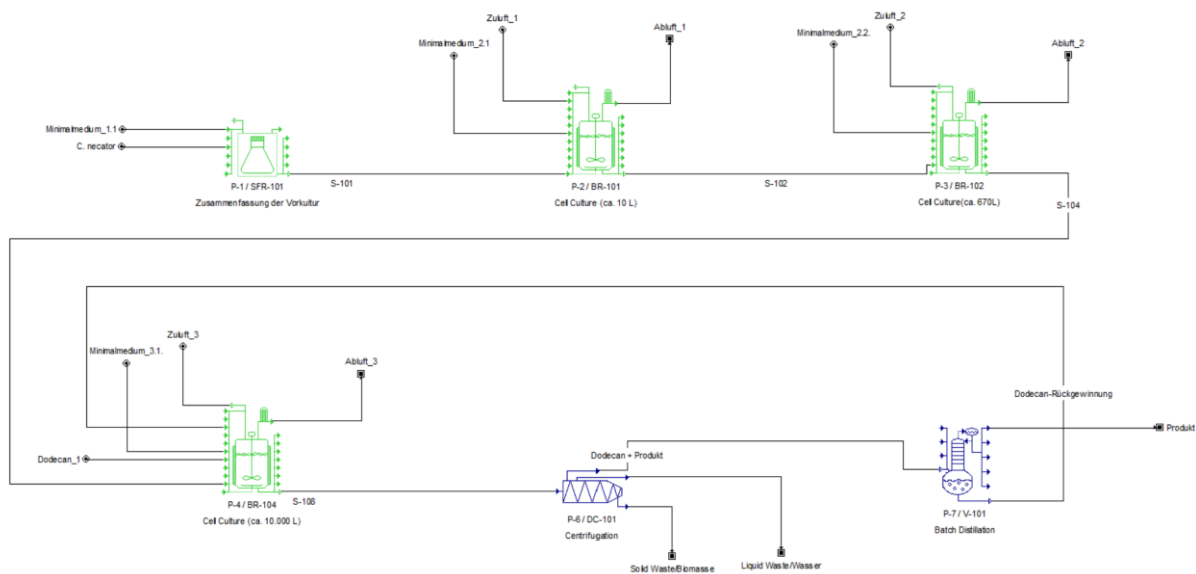 Zuluft_1
Abluft_1
Minimalmedium_2.1
Zuluft_2
Abluft_2
Minimalmedium_2.2.
Minimalmedium_1.1
C. necator
P-1 / SFR-101
Zusammenfassung der Vorkultur
S-101
P-2 / BR-101
Cell Culture (ca. 10 L)
S-102
P-3 / BR-102
Cell Culture(ca. 670L)
S-104
Zuluft_3
Minimalmedium_3.1.
Abluft_3
Dodecan_1
P-4 / BR-104
Cell Culture (ca. 10.000 L)
S-108
Dodecan + Produkt
P-6 / DC-101
Centrifugation
Solid Waste/Biomasse
Liquid Waste/Wasser
Dodecan-Rückgewinnung
Produkt
P-7 / V-101
Batch Distillation